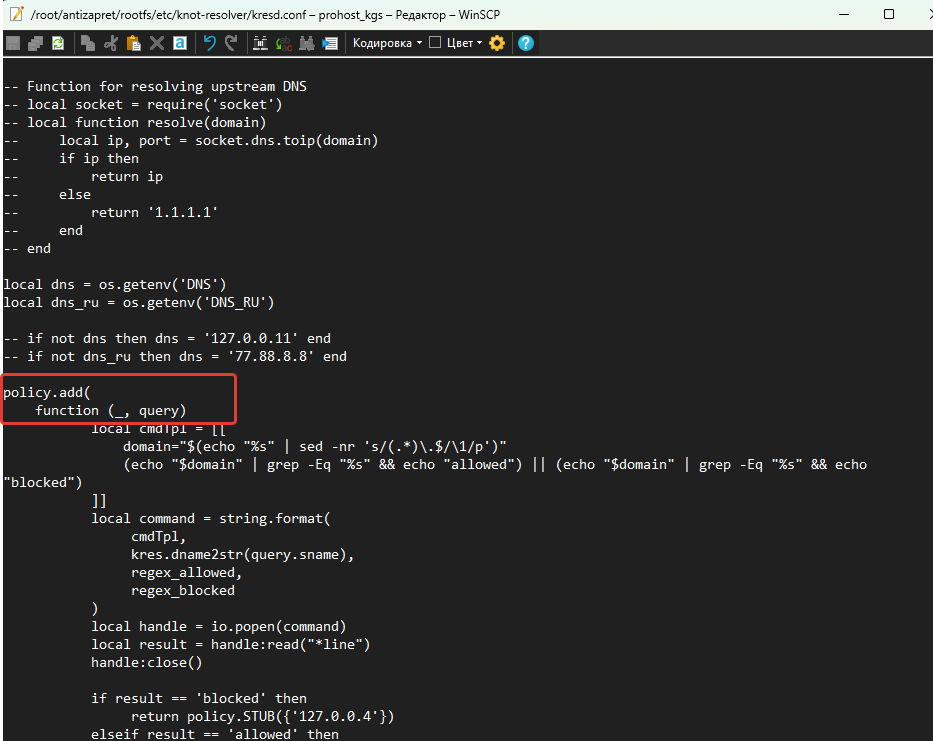 /root/antizapret/rootfs/etc/knot-resolver/kresd.conf – prohost_kgs – Редактор – WinSCP
Кодировка Цвет
-- Function for resolving upstream DNS
-- local socket = require('socket')
-- local function resolve(domain)
--     local ip, port = socket.dns.toip(domain)
--     if ip then
--         return ip
--     else
--         return '1.1.1.1'
--     end
-- end
local dns = os.getenv('DNS')
local dns_ru = os.getenv('DNS_RU')
-- if not dns then dns = '127.0.0.11' end
-- if not dns_ru then dns = '77.88.8.8' end
policy.add(
    function (_, query)
           local cmdTpl = [[
               domain="$(echo "%s" | sed -nr 's/(.*)\.$/\1/p')"
               (echo "$domain" | grep -Eq "%s" && echo "allowed") || (echo "$domain" | grep -Eq "%s" && echo
"blocked")
           ]]
           local command = string.format(
                cmdTpl,
                kres.dname2str(query.sname),
                regex_allowed,
                regex_blocked
           )
           local handle = io.popen(command)
           local result = handle:read("*line")
           handle:close()
           if result == 'blocked' then
                return policy.STUB({'127.0.0.4'})
           elseif result == 'allowed' then